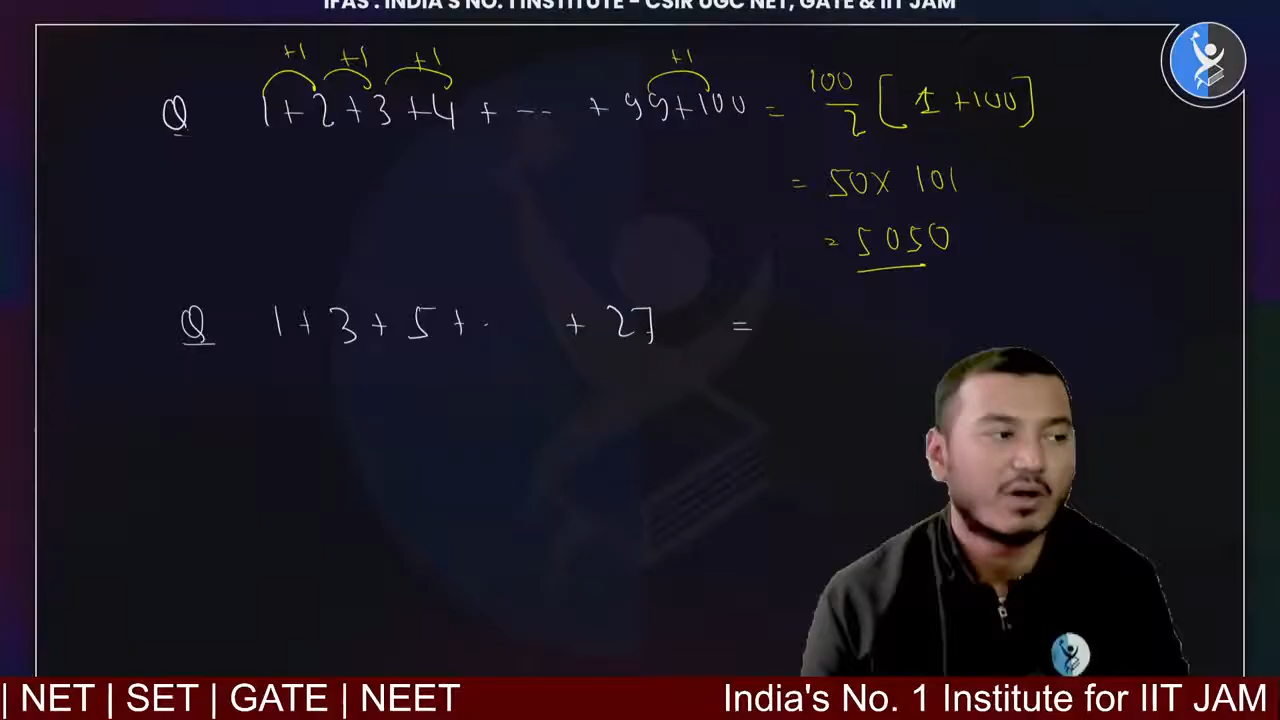 IFAS : INDIA'S NO. 1 INSTITUTE - CSIR UGC NET, GATE & IIT JAM
+1 +1 +1 +1
Q 1 + 2 + 3 + 4 + ... + 99 + 100 = 100/2 [ 1 + 100 ]
= 50 × 101
= 5050
Q 1 + 3 + 5 + .. + 27 =
| NET | SET | GATE | NEET India's No. 1 Institute for IIT JAM